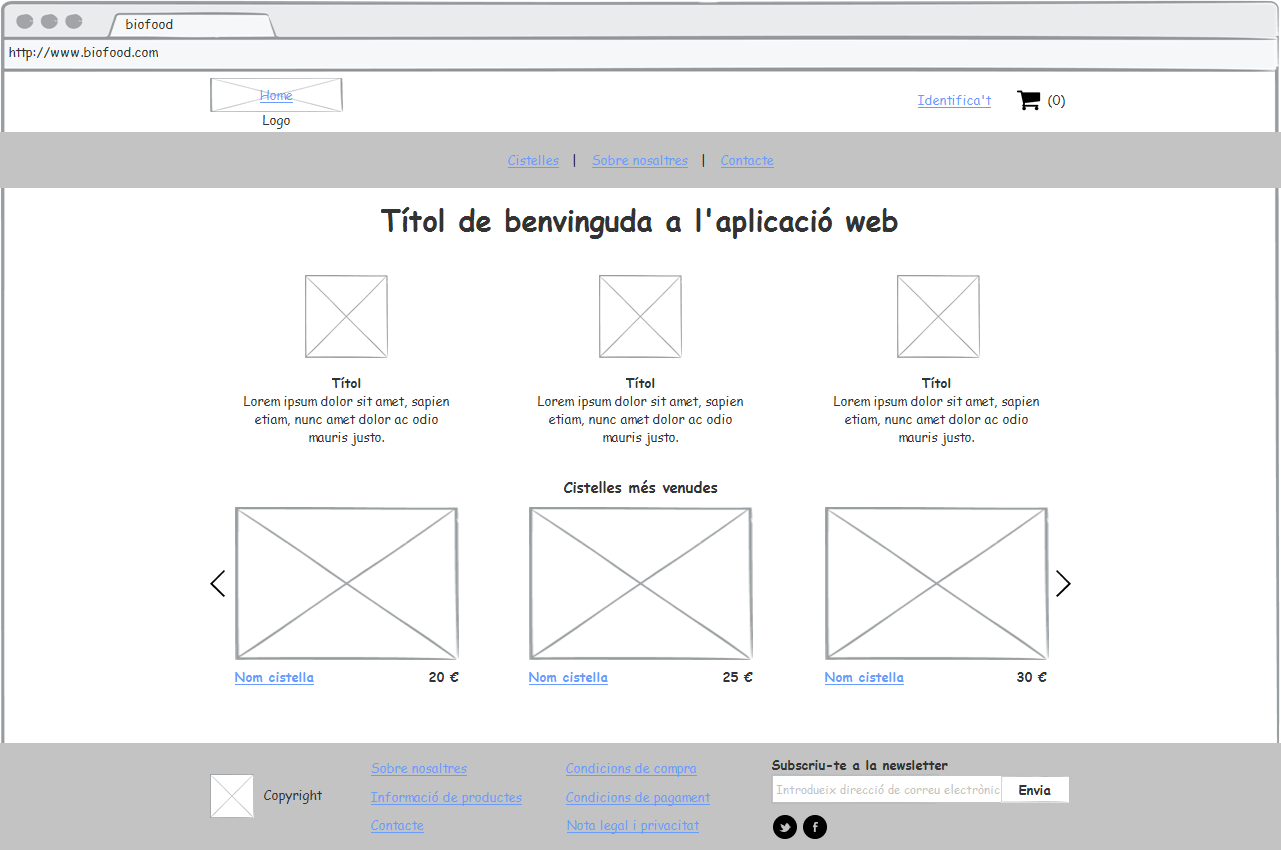 biofood
http://www.biofood.com
Home
Logo
Identifica't
(0)
Cistelles | Sobre nosaltres | Contacte
Títol de benvinguda a l'aplicació web
Títol
Lorem ipsum dolor sit amet, sapien
etiam, nunc amet dolor ac odio
mauris justo.
Títol
Lorem ipsum dolor sit amet, sapien
etiam, nunc amet dolor ac odio
mauris justo.
Títol
Lorem ipsum dolor sit amet, sapien
etiam, nunc amet dolor ac odio
mauris justo.
Cistelles més venudes
Nom cistella 20 €
Nom cistella 25 €
Nom cistella 30 €
Copyright
Sobre nosaltres
Informació de productes
Contacte
Condicions de compra
Condicions de pagament
Nota legal i privacitat
Subscriu-te a la newsletter
Introdueix direcció de correu electrònic
Envia